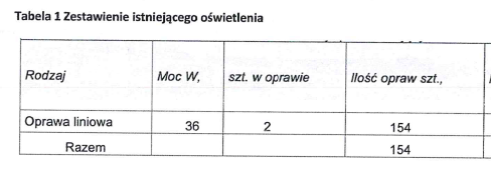 Tabela 1 Zestawienie istniejącego oświetlenia
Rodzaj Moc W, szt. w oprawie Ilość opraw szt.,
Oprawa liniowa 36 2 154
Razem 154